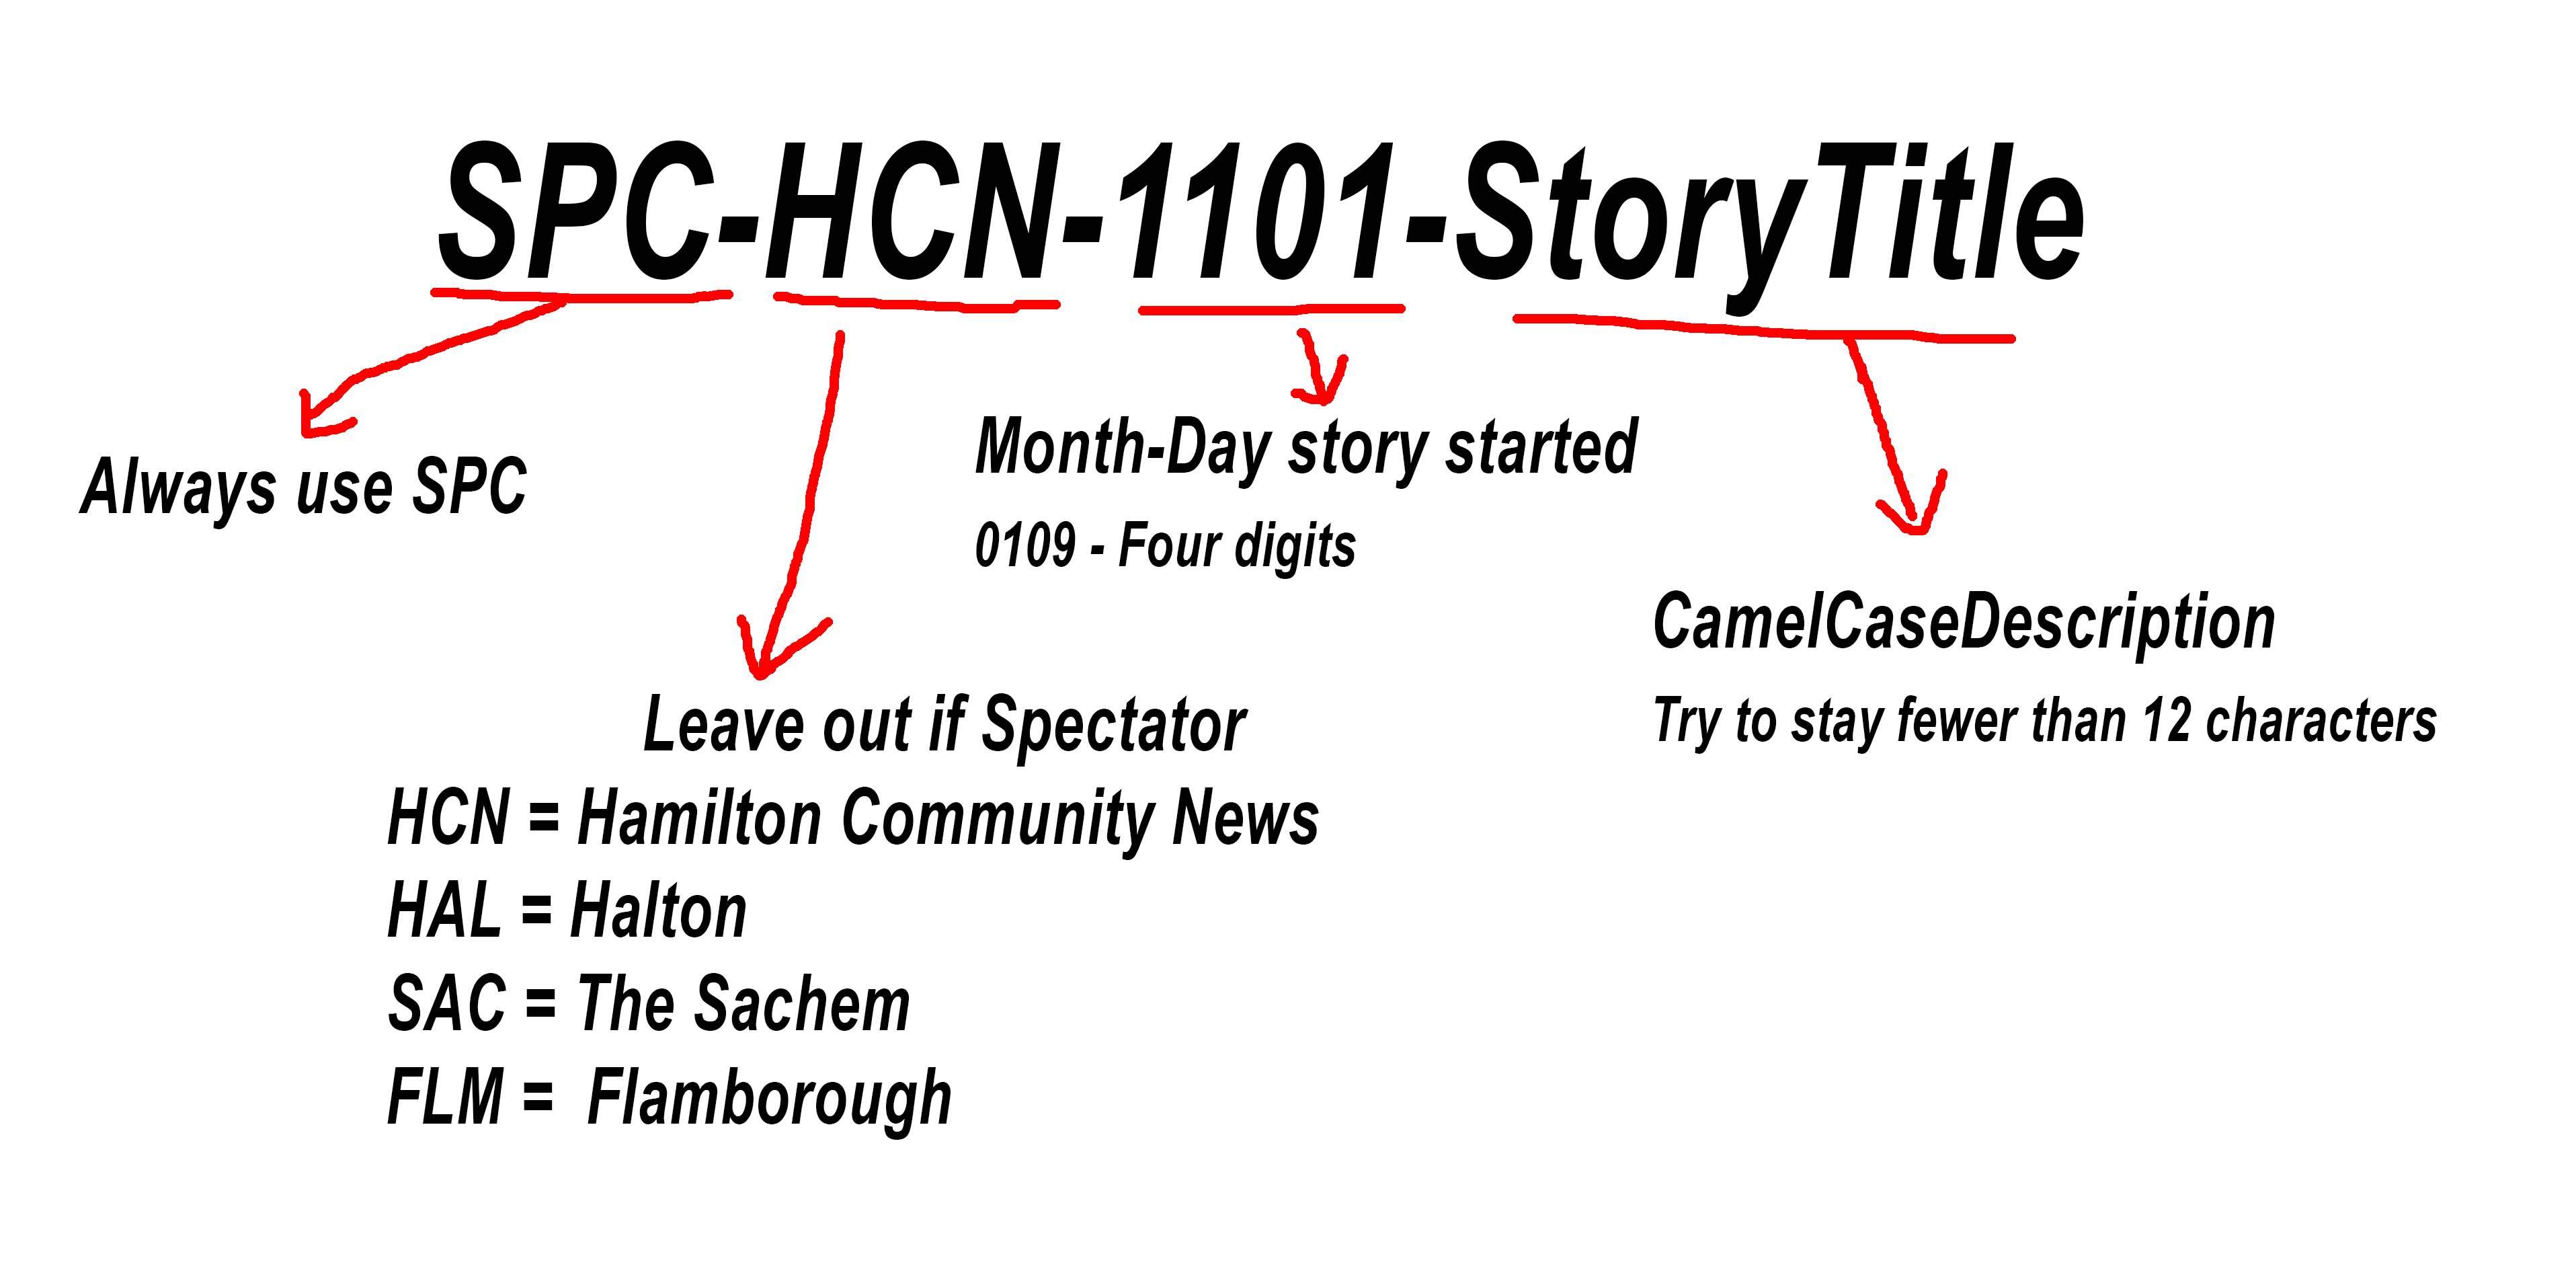 SPC-HCN-1101-StoryTitle
Always use SPC
Leave out if Spectator
HCN = Hamilton Community News
HAL = Halton
SAC = The Sachem
FLM = Flamborough
Month-Day story started
0109 - Four digits
CamelCaseDescription
Try to stay fewer than 12 characters